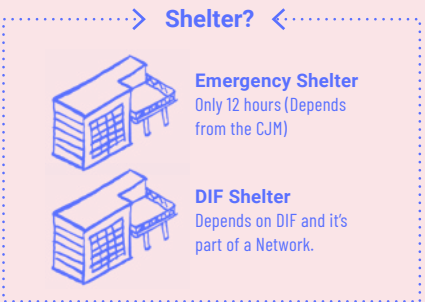 Shelter?
Emergency Shelter
Only 12 hours (Depends
from the CJM)
DIF Shelter
Depends on DIF and it's
part of a Network.